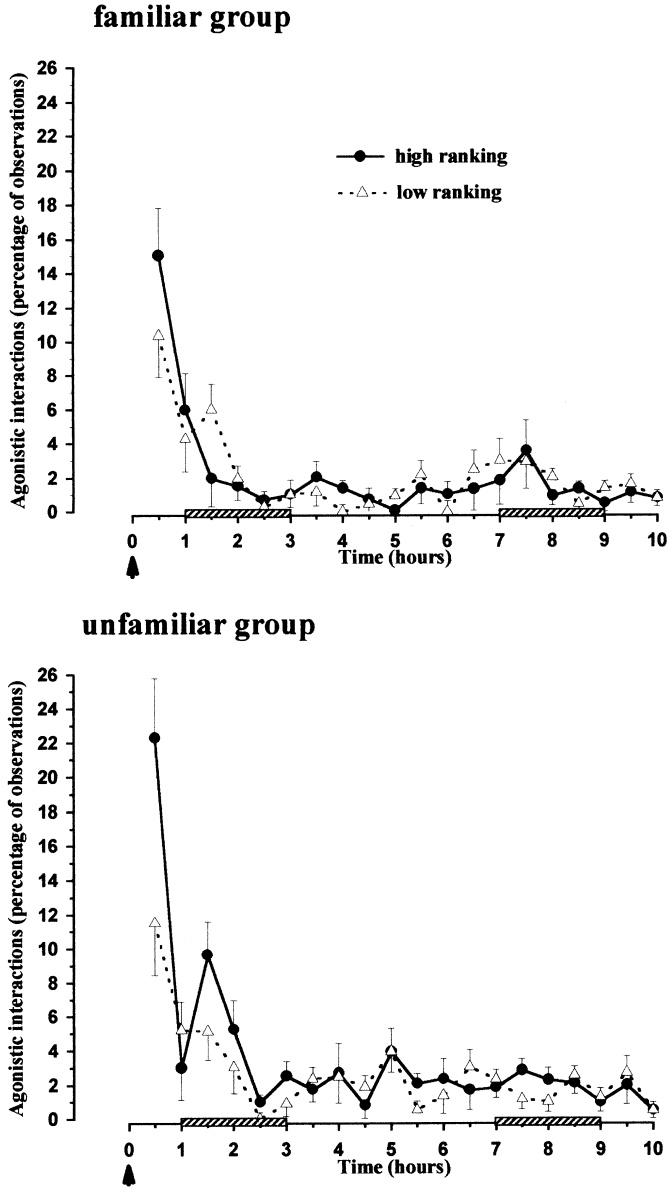 familiar group
Agonistic interactions (percentage of observations)
26
24
22
20
18
16
14
12
10
8
6
4
2
0
high ranking
low ranking
0 1 2 3 4 5 6 7 8 9 10
Time (hours)
unfamiliar group
Agonistic interactions (percentage of observations)
26
24
22
20
18
16
14
12
10
8
6
4
2
0
0 1 2 3 4 5 6 7 8 9 10
Time (hours)